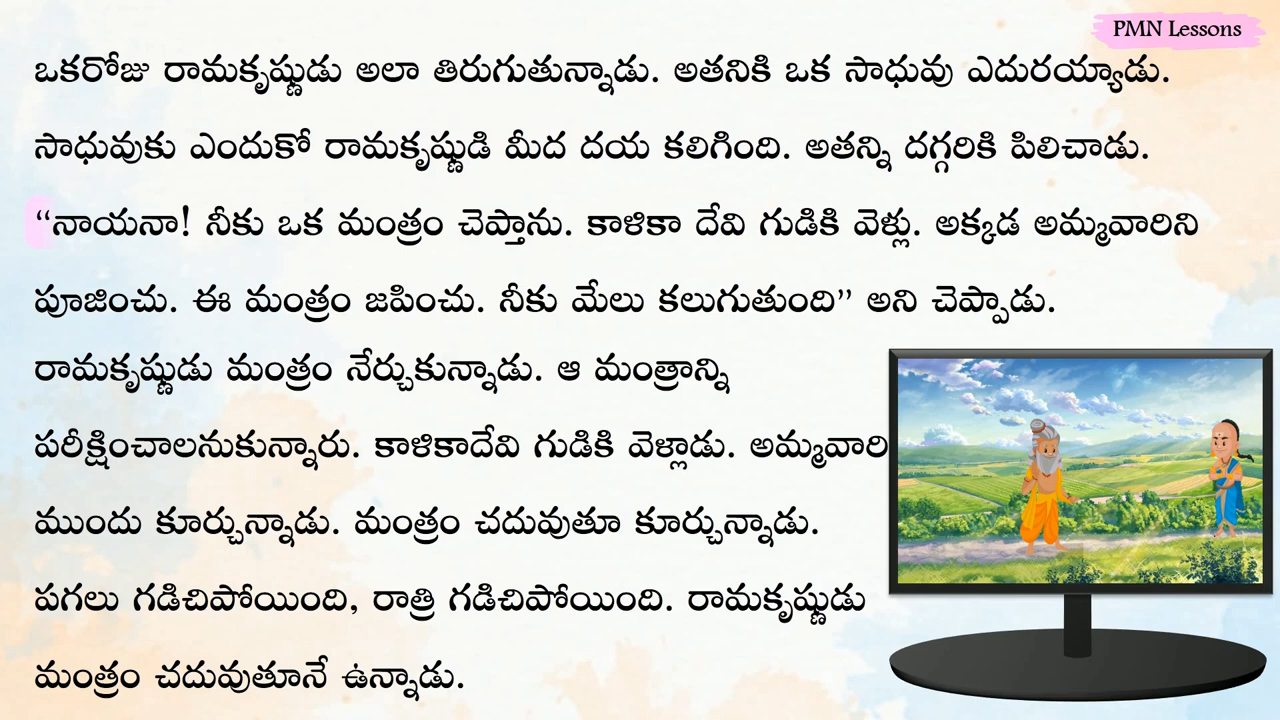 PMN Lessons
ఒకరోజు రామకృష్ణుడు అలా తిరుగుతున్నాడు. అతనికి ఒక సాధువు ఎదురయ్యాడు.
సాధువుకు ఎందుకో రామకృష్ణుడి మీద దయ కలిగింది. అతన్ని దగ్గరికి పిలిచాడు.
“నాయనా! నీకు ఒక మంత్రం చెప్తాను. కాళికా దేవి గుడికి వెళ్లు. అక్కడ అమ్మవారిని
పూజించు. ఈ మంత్రం జపించు. నీకు మేలు కలుగుతుంది” అని చెప్పాడు.
రామకృష్ణుడు మంత్రం నేర్చుకున్నాడు. ఆ మంత్రాన్ని
పరీక్షించాలనుకున్నారు. కాళికాదేవి గుడికి వెళ్లాడు. అమ్మవారి
ముందు కూర్చున్నాడు. మంత్రం చదువుతూ కూర్చున్నాడు.
పగలు గడిచిపోయింది, రాత్రి గడిచిపోయింది. రామకృష్ణుడు
మంత్రం చదువుతూనే ఉన్నాడు.